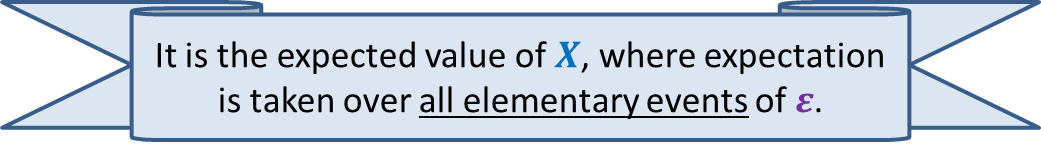 It is the expected value of X, where expectation
is taken over all elementary events of ε.